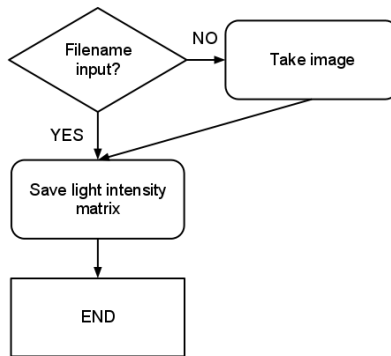 Filename
input?
NO
Take image
YES
Save light intensity
matrix
END